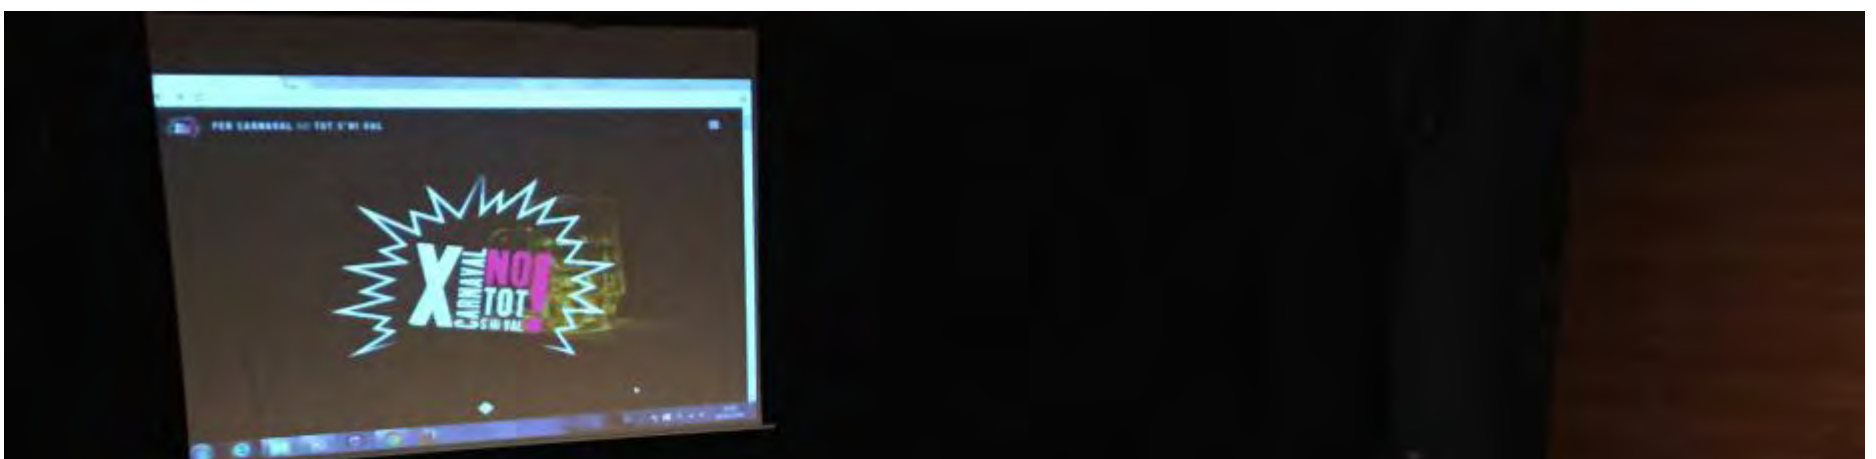 PER CARNAVAL NO TOT S'HI VAL
X CARNAVAL NO! TOT S'HI VAL